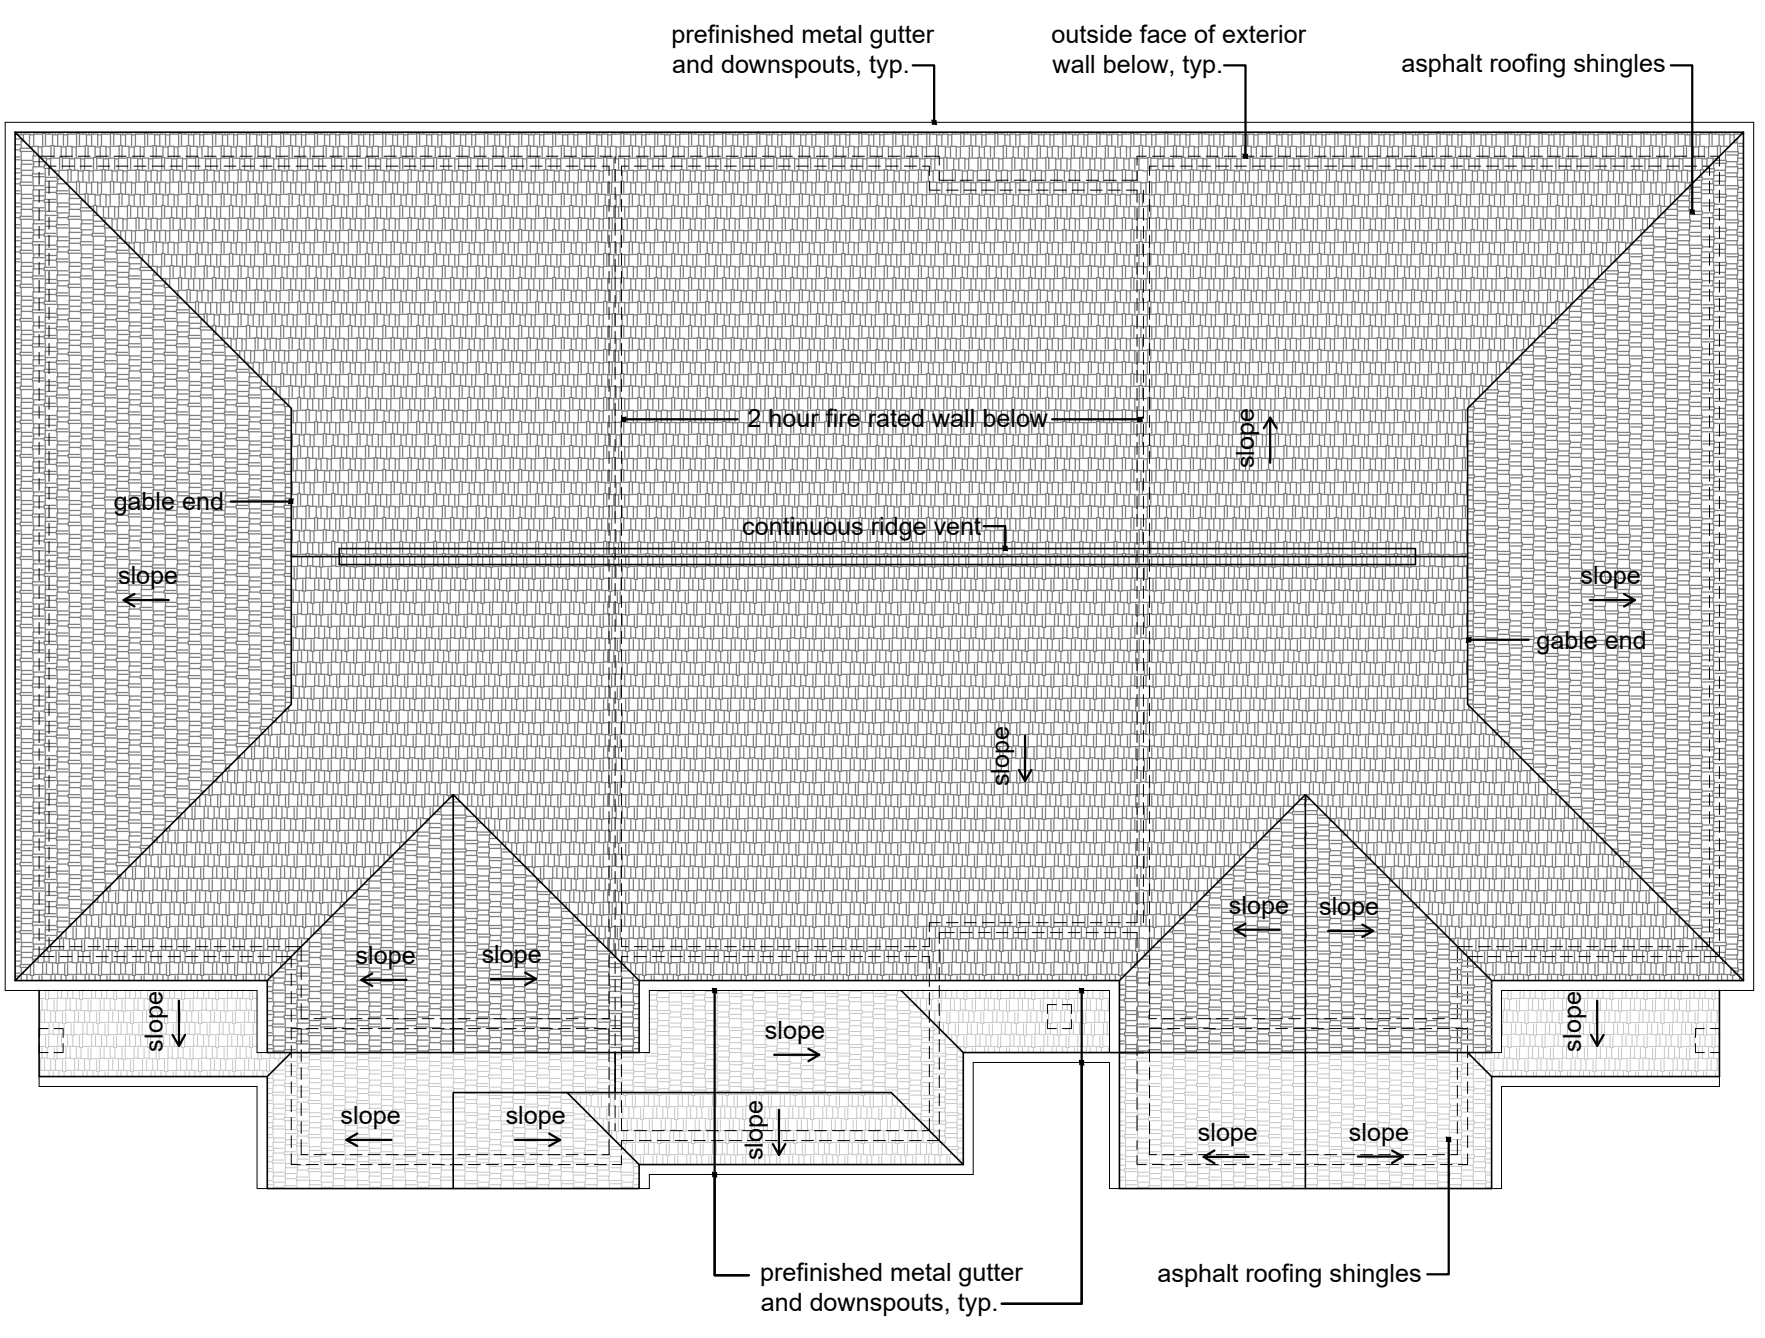 prefinished metal gutter
and downspouts, typ.
outside face of exterior
wall below, typ.
asphalt roofing shingles
2 hour fire rated wall below
slope
gable end
continuous ridge vent
slope
slope
gable end
slope
slope
slope
slope
slope
slope
slope
slope
slope
slope
slope
slope
slope
prefinished metal gutter
and downspouts, typ.
asphalt roofing shingles